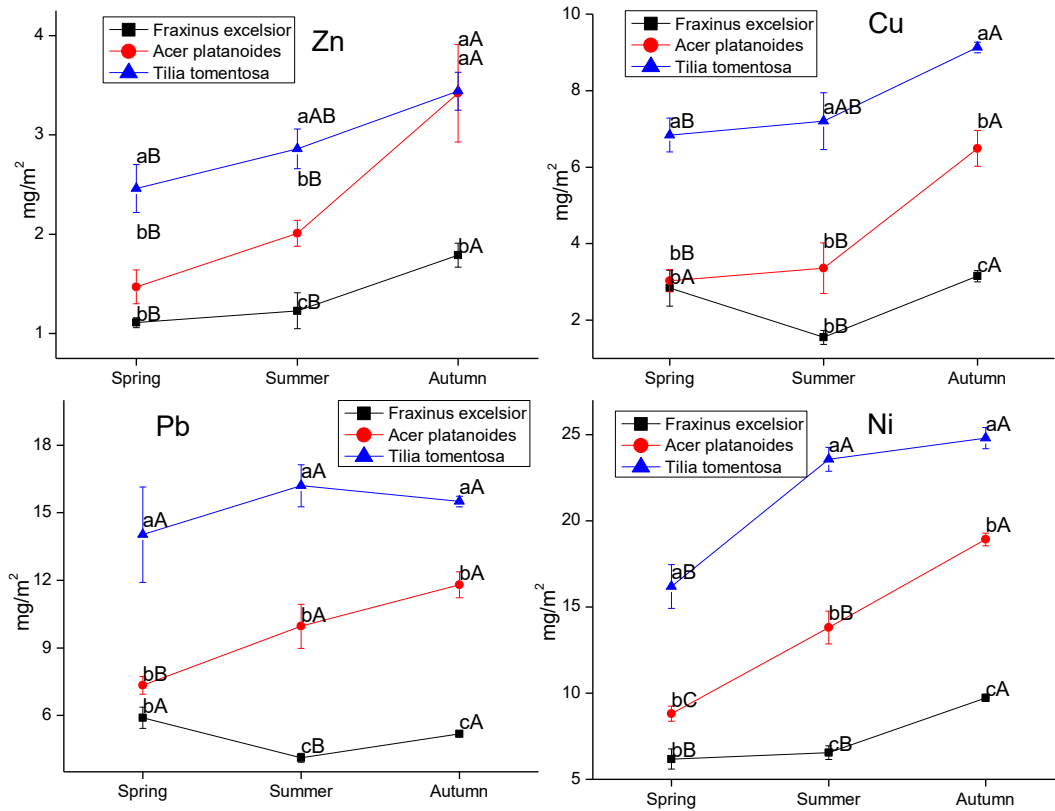 Zn
Fraxinus excelsior
Acer platanoides
Tilia tomentosa
mg/m²
4
3
2
1
aB
bB
bB
aAB
bB
cB
aA
aA
bA
Spring
Summer
Autumn
Cu
Fraxinus excelsior
Acer platanoides
Tilia tomentosa
mg/m²
10
8
6
4
2
aB
bB
bA
aAB
bB
bB
aA
bA
cA
Spring
Summer
Autumn
Pb
Fraxinus excelsior
Acer platanoides
Tilia tomentosa
mg/m²
18
15
12
9
6
aA
bB
bA
aA
bA
cB
aA
bA
cA
Spring
Summer
Autumn
Ni
Fraxinus excelsior
Acer platanoides
Tilia tomentosa
mg/m²
25
20
15
10
5
aB
bC
bB
aA
bB
cB
aA
bA
cA
Spring
Summer
Autumn